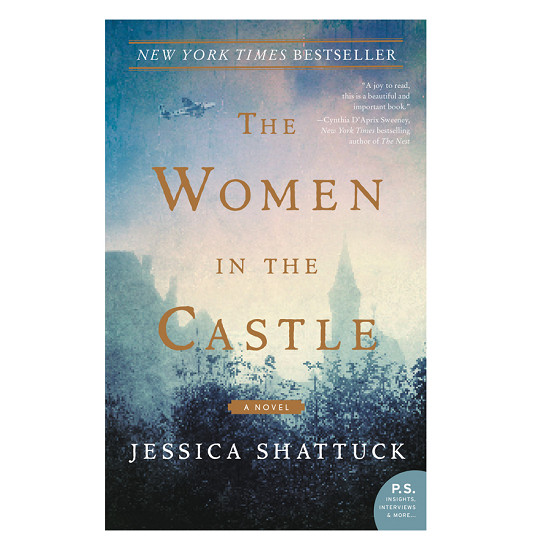 NEW YORK TIMES BESTSELLER
"A joy to read,
this is a beautiful and
important book."
—Cynthia D'Aprix Sweeney,
New York Times bestselling
author of The Nest
THE
WOMEN
IN THE
CASTLE
A NOVEL
JESSICA SHATTUCK
P.S.
INSIGHTS,
INTERVIEWS
& MORE...